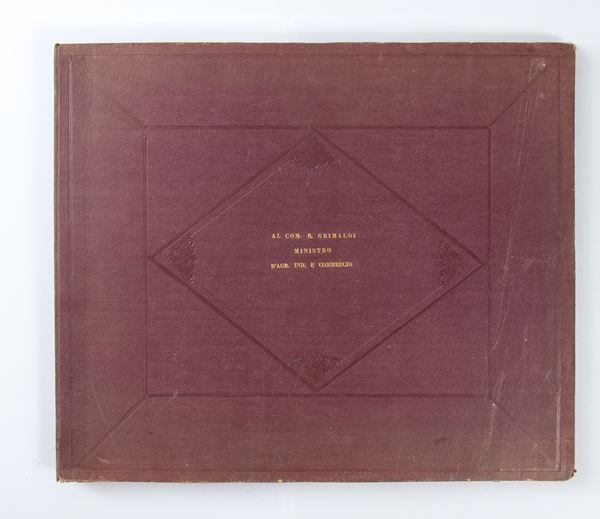 AL COM. B. GRIMALDI
MINISTRO
D'AGR. IND. E COMMERCIO